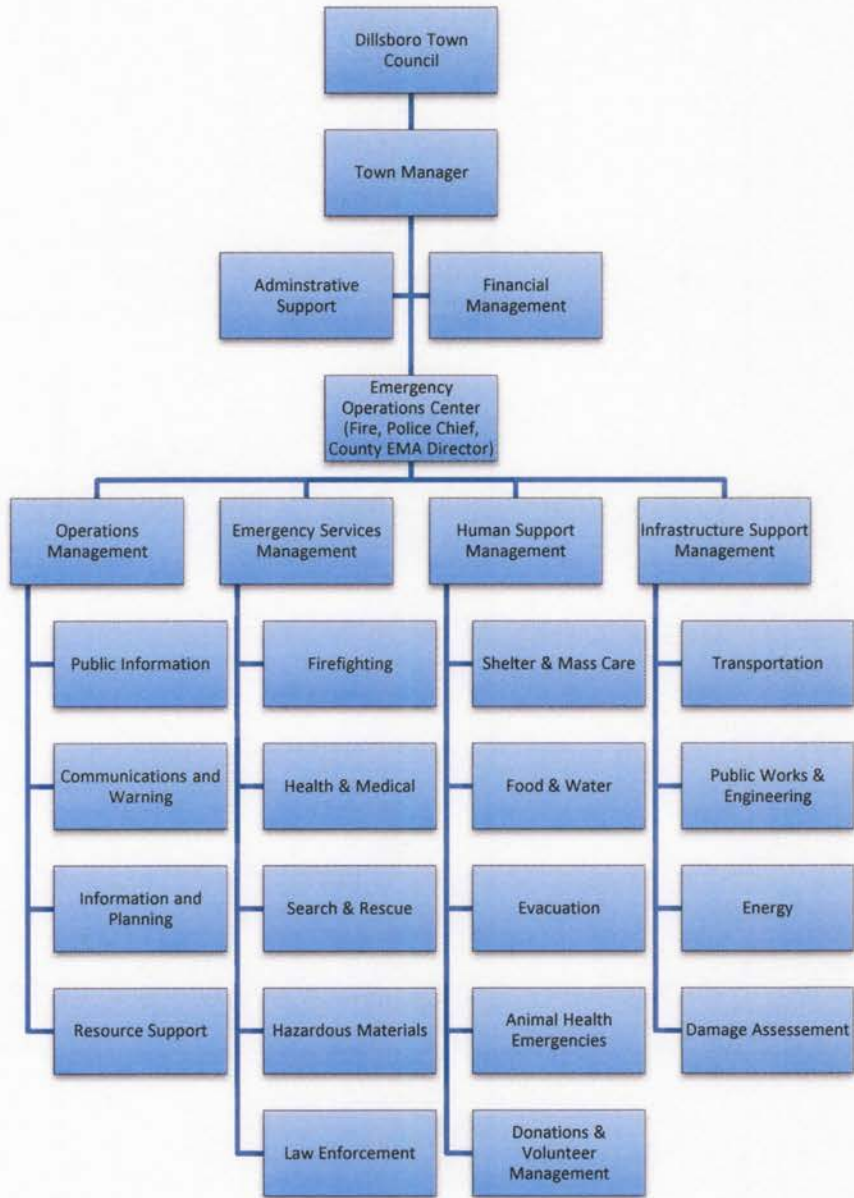 Dillsboro Town
Council
Town Manager
Adminstrative
Support
Financial
Management
Emergency
Operations Center
(Fire, Police Chief,
County EMA Director)
Operations
Management
Emergency Services
Management
Human Support
Management
Infrastructure Support
Management
Public Information
Communications and
Warning
Information and
Planning
Resource Support
Firefighting
Health & Medical
Search & Rescue
Hazardous Materials
Law Enforcement
Shelter & Mass Care
Food & Water
Evacuation
Animal Health
Emergencies
Donations &
Volunteer
Management
Transportation
Public Works &
Engineering
Energy
Damage Assessment